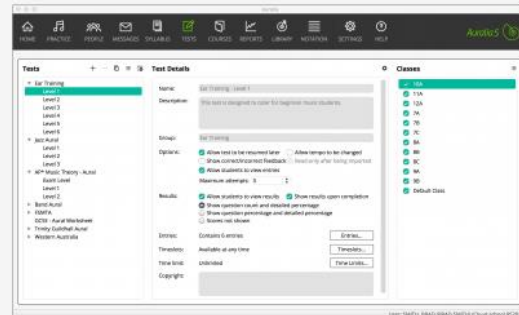 Auralia
HOME PRACTICE PEOPLE MESSAGES SYLLABUS TESTS COURSES REPORTS LIBRARY NOTATION SETTINGS HELP
Auralia 5
Tests
Ear Training
Level 1
Level 2
Level 3
Level 4
Level 5
Level 6
Jazz Aural
Level 1
Level 2
Level 3
AP® Music Theory - Aural
Exam Level
Level 1
Level 2
Band Aural
GCSE - Aural Worksheet
Trinity Guildhall Aural
Western Australia
Test Details
Name: Ear Training - Level 1
Description: This test is designed to cater for beginner music students.
Group: Ear Training
Options: Allow test to be resumed later Allow tempo to be changed
Show correct/incorrect feedback Read-only after being imported
Allow students to view entries
Maximum attempts: 5
Results: Allow students to view results Show results upon completion
Show question count and detailed percentage
Show question percentage and detailed percentage
Scores not shown
Entries: Contains 6 entries Entries...
Timeslots: Available at any time Timeslots...
Time limit: Unlimited Time Limits...
Copyright:
Classes
10A
11A
12A
7A
7B
7C
8A
8B
8C
9A
9B
Default Class